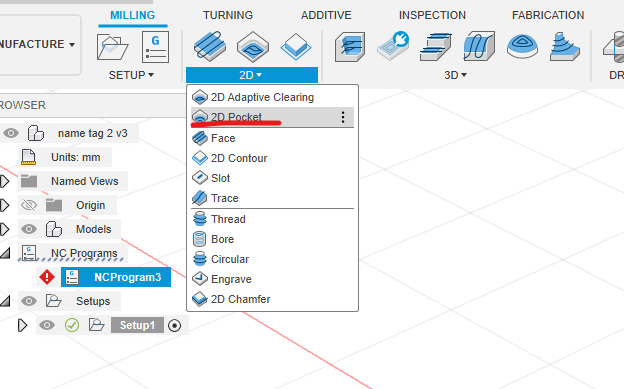 MILLING TURNING ADDITIVE INSPECTION FABRICATION
NUFACTURE
G
SETUP 2D 3D DR
ROWSER
2D Adaptive Clearing
2D Pocket
Face
2D Contour
Slot
Trace
Thread
Bore
Circular
Engrave
2D Chamfer
name tag 2 v3
Units: mm
Named Views
Origin
Models
G
NC Programs
G
NCProgram3
Setups
Setup1